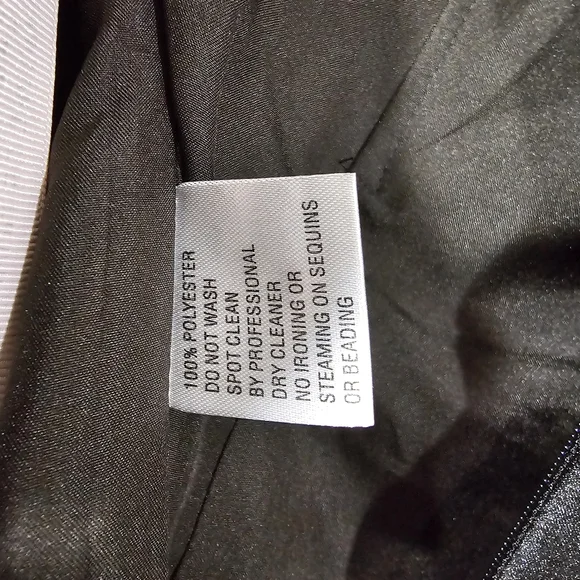 100% POLYESTER
DO NOT WASH
SPOT CLEAN
BY PROFESSIONAL
DRY CLEANER
NO IRONING OR
STEAMING ON SEQUINS
OR BEADING